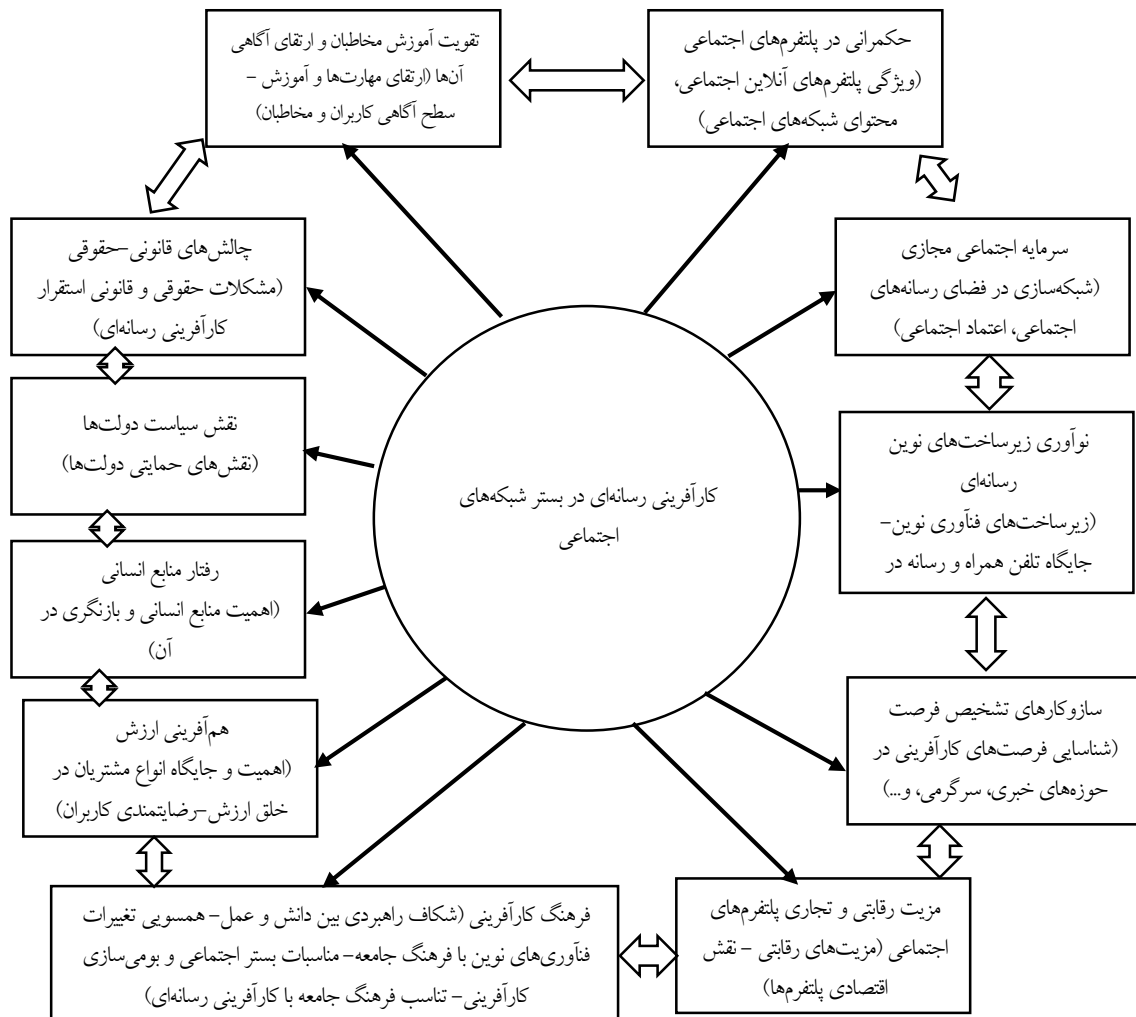 حکمرانی در پلتفرم‌های اجتماعی
(ویژگی پلتفرم‌های آنلاین اجتماعی،
محتوای شبکه‌های اجتماعی)
تقویت آموزش مخاطبان و ارتقای آگاهی
آن‌ها (ارتقای مهارت‌ها و آموزش –
سطح آگاهی کاربران و مخاطبان)
سرمایه اجتماعی مجازی
(شبکه‌سازی در فضای رسانه‌های
اجتماعی، اعتماد اجتماعی)
چالش‌های قانونی–حقوقی
(مشکلات حقوقی و قانونی استقرار
کارآفرینی رسانه‌ای)
نوآوری زیرساخت‌های نوین
رسانه‌ای
(زیرساخت‌های فنآوری نوین–
جایگاه تلفن همراه و رسانه در
کارآفرینی رسانه‌ای در بستر شبکه‌های
اجتماعی
نقش سیاست دولت‌ها
(نقش‌های حمایتی دولت‌ها)
رفتار منابع انسانی
(اهمیت منابع انسانی و بازنگری در
آن)
سازوکارهای تشخیص فرصت
(شناسایی فرصت‌های کارآفرینی در
حوزه‌های خبری، سرگرمی، و...)
هم‌آفرینی ارزش
(اهمیت و جایگاه انواع مشتریان در
خلق ارزش–رضایتمندی کاربران)
مزیت رقابتی و تجاری پلتفرم‌های
اجتماعی (مزیت‌های رقابتی – نقش
اقتصادی پلتفرم‌ها)
فرهنگ کارآفرینی (شکاف راهبردی بین دانش و عمل– همسویی تغییرات
فنآوری‌های نوین با فرهنگ جامعه– مناسبات بستر اجتماعی و بومی‌سازی
کارآفرینی– تناسب فرهنگ جامعه با کارآفرینی رسانه‌ای)